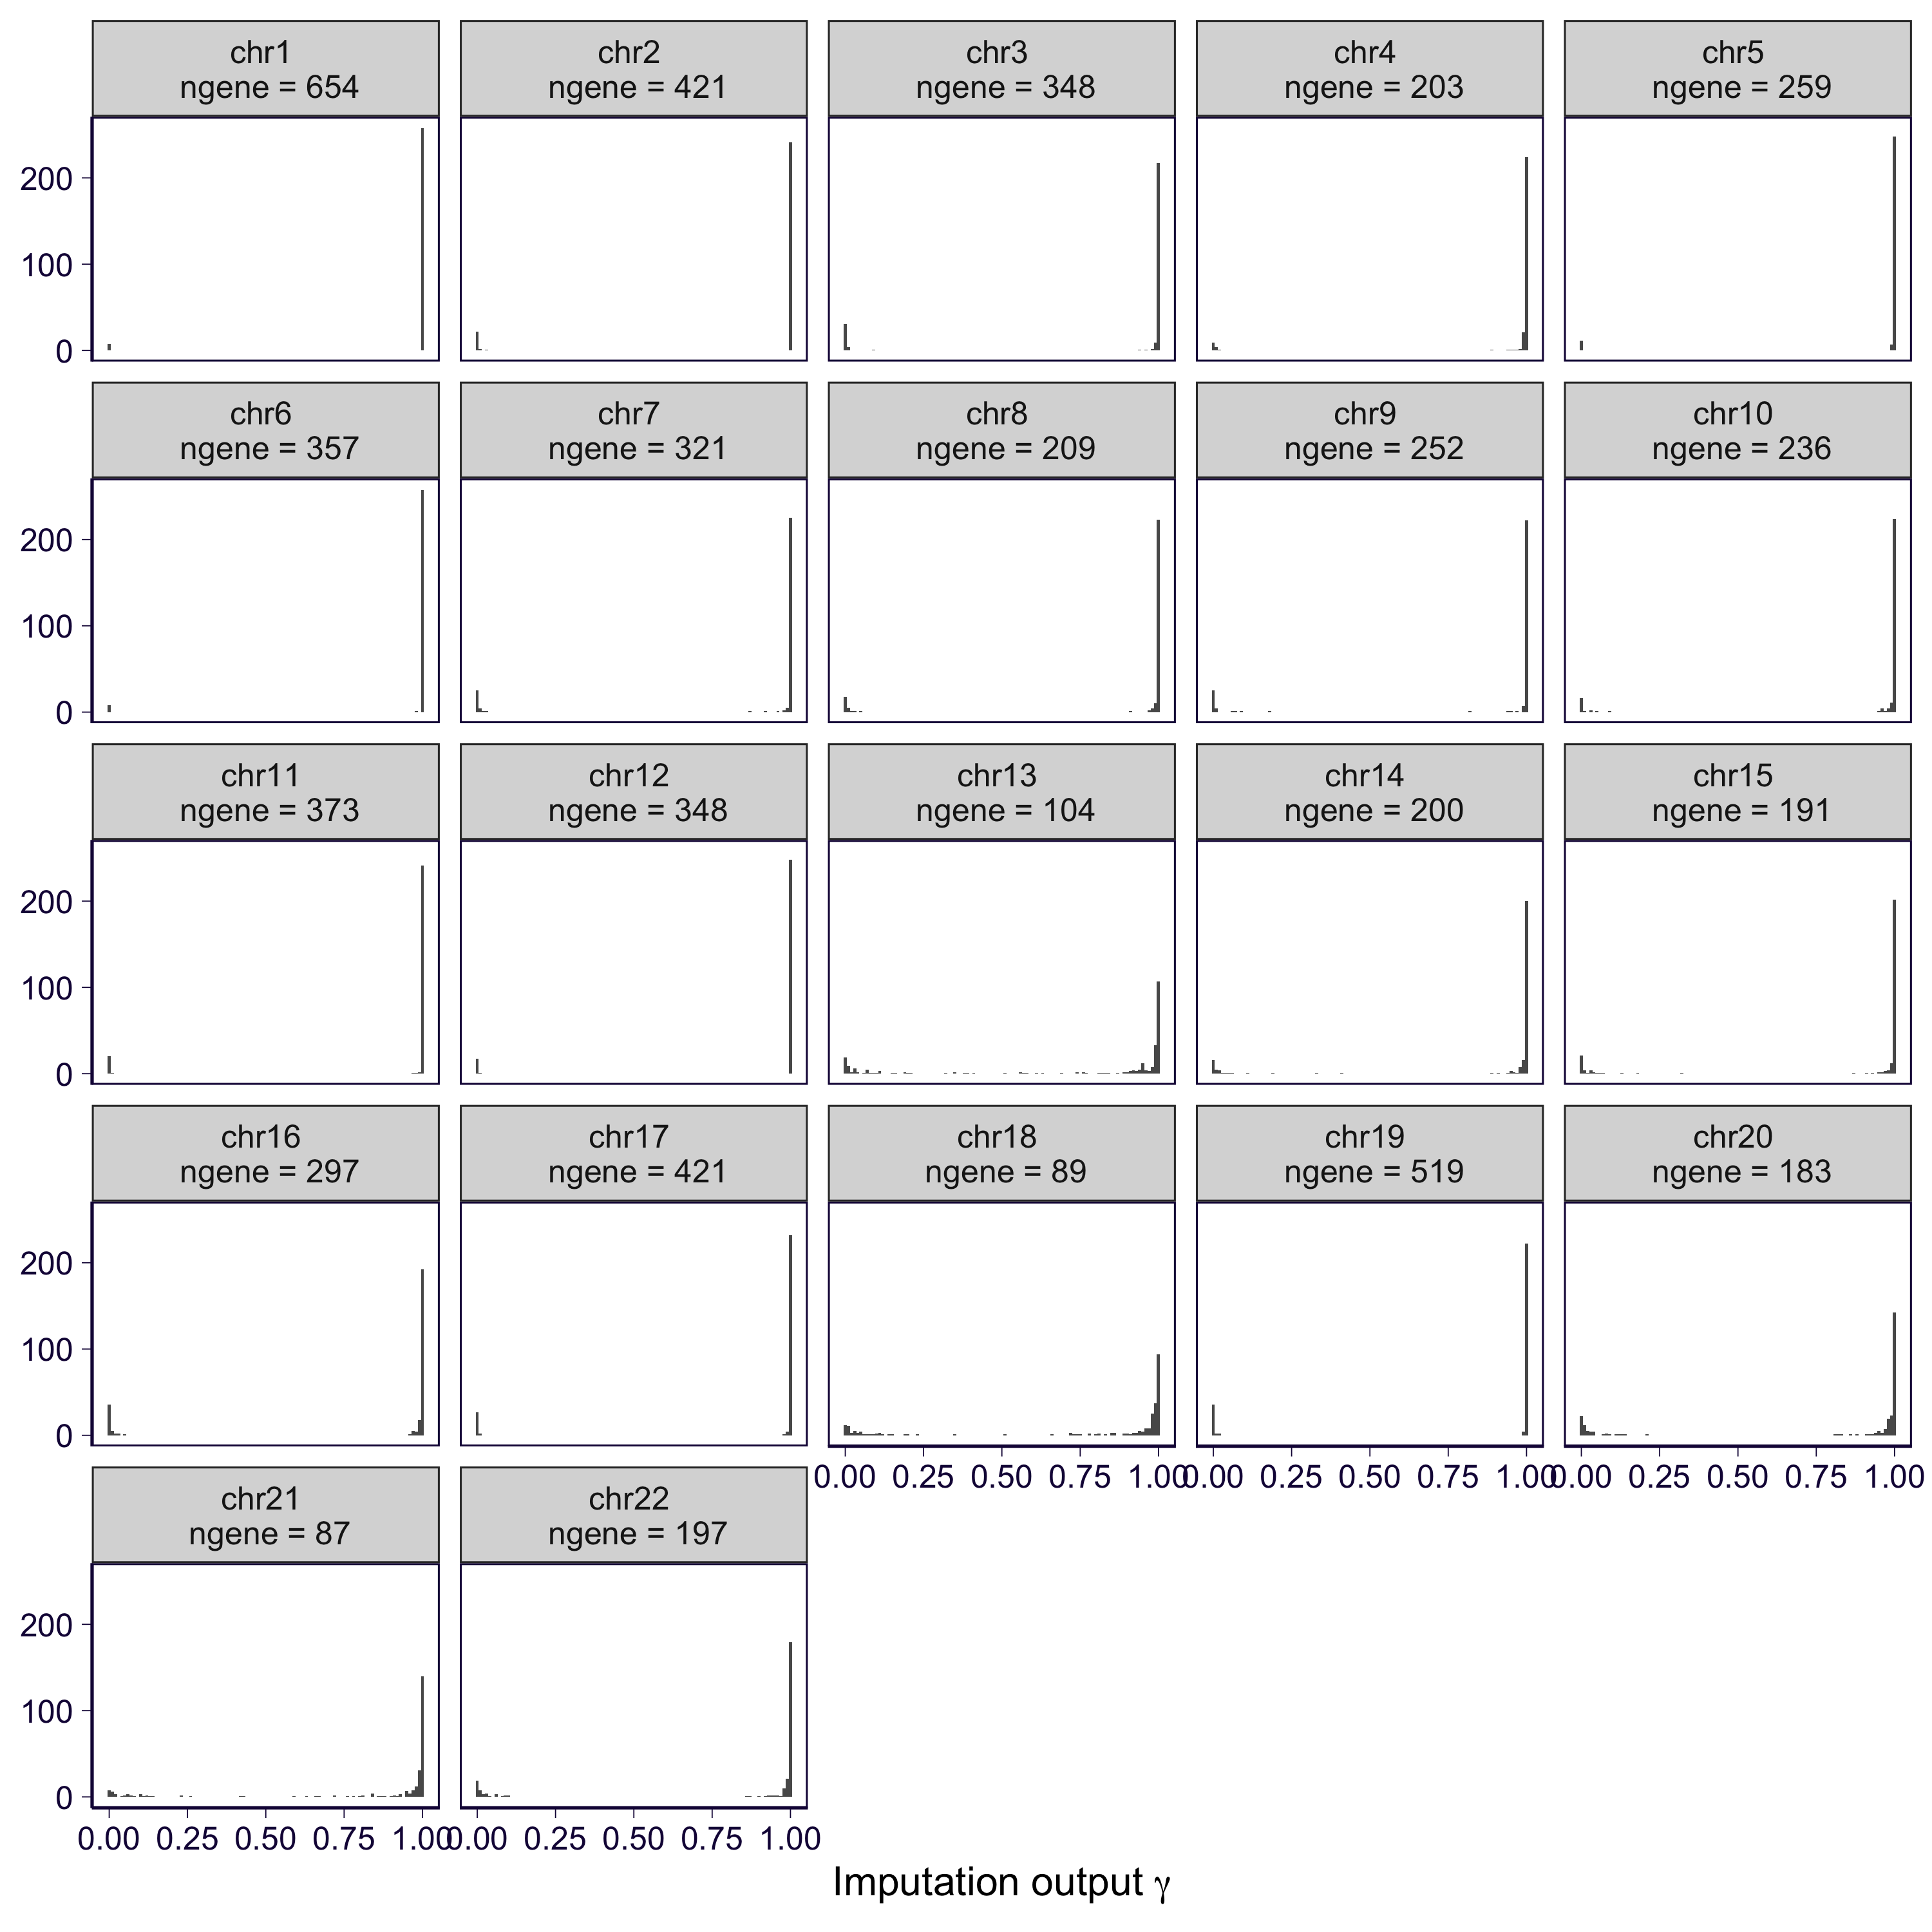 chr1
ngene = 654
chr2
ngene = 421
chr3
ngene = 348
chr4
ngene = 203
chr5
ngene = 259
200
100
0
chr6
ngene = 357
chr7
ngene = 321
chr8
ngene = 209
chr9
ngene = 252
chr10
ngene = 236
200
100
0
chr11
ngene = 373
chr12
ngene = 348
chr13
ngene = 104
chr14
ngene = 200
chr15
ngene = 191
200
100
0
chr16
ngene = 297
chr17
ngene = 421
chr18
ngene = 89
chr19
ngene = 519
chr20
ngene = 183
200
100
0
0.00 0.25 0.50 0.75 1.00
0.00 0.25 0.50 0.75 1.00
0.00 0.25 0.50 0.75 1.00
chr21
ngene = 87
chr22
ngene = 197
200
100
0
0.00 0.25 0.50 0.75 1.00
0.00 0.25 0.50 0.75 1.00
Imputation output γ